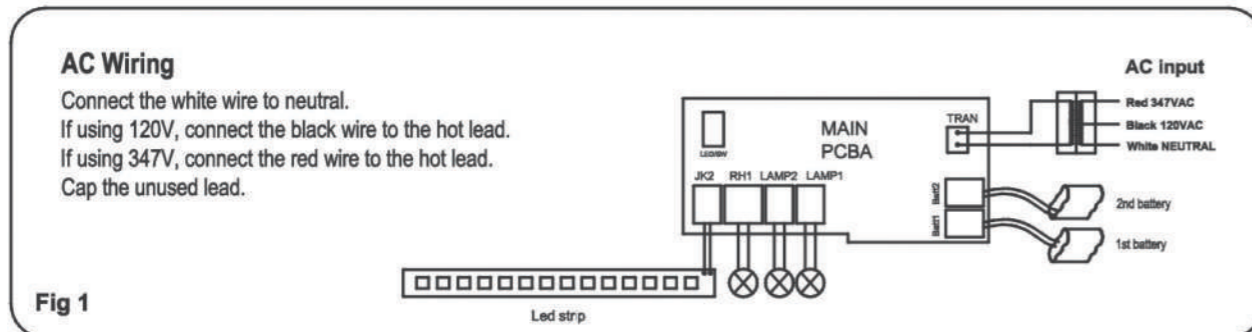 AC Wiring
Connect the white wire to neutral.
If using 120V, connect the black wire to the hot lead.
If using 347V, connect the red wire to the hot lead.
Cap the unused lead.
AC input
Red 347VAC
Black 120VAC
White NEUTRAL
TRAN
MAIN
PCBA
LED/SW
JK2 RH1 LAMP2 LAMP1
Batt2
Batt1
2nd battery
1st battery
Led strip
Fig 1